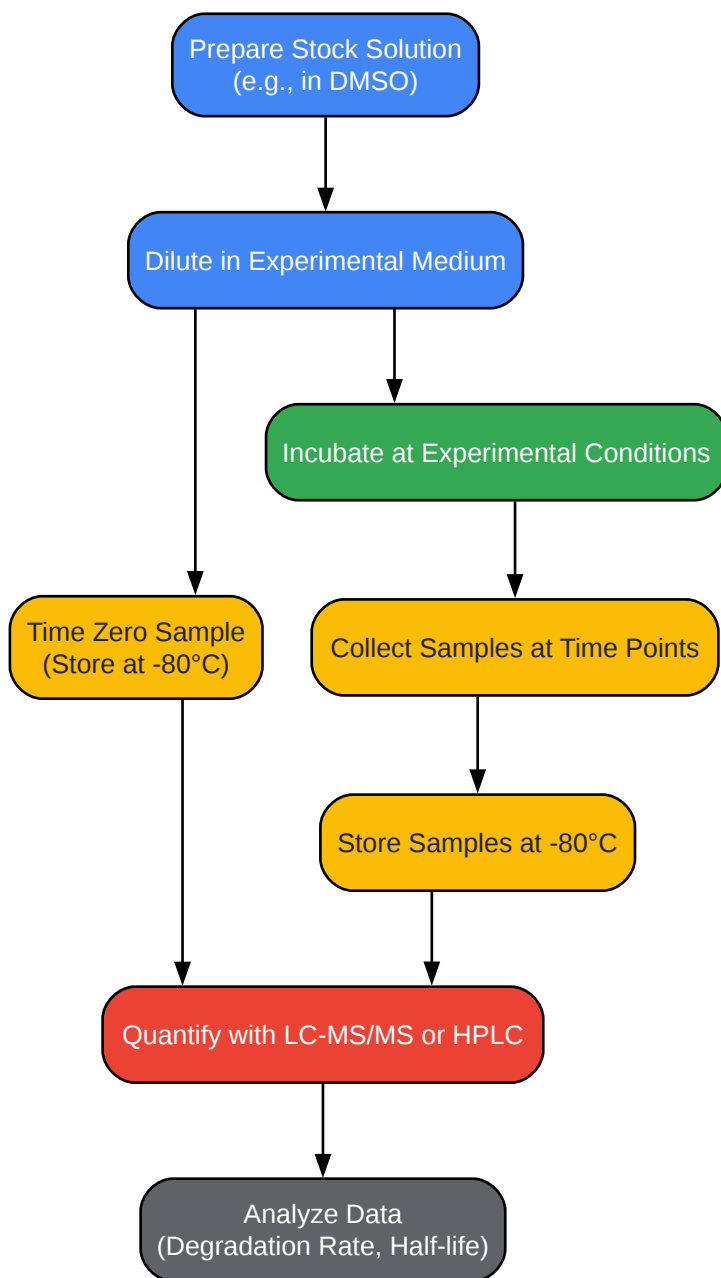 Prepare Stock Solution
(e.g., in DMSO)
Dilute in Experimental Medium
Incubate at Experimental Conditions
Time Zero Sample
(Store at -80°C)
Collect Samples at Time Points
Store Samples at -80°C
Quantify with LC-MS/MS or HPLC
Analyze Data
(Degradation Rate, Half-life)